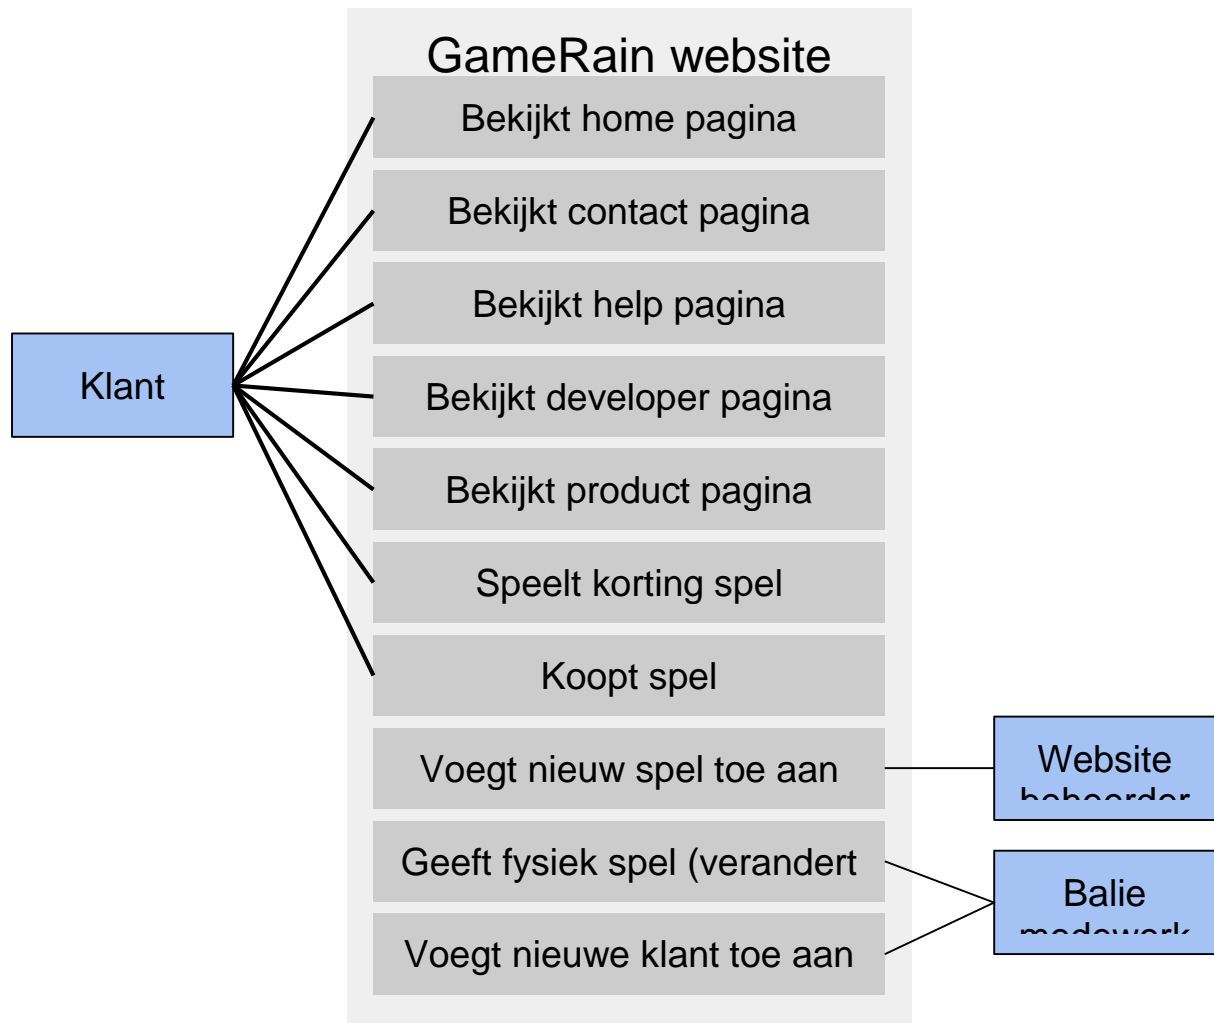 GameRain website
Bekijkt home pagina
Bekijkt contact pagina
Bekijkt help pagina
Klant
Bekijkt developer pagina
Bekijkt product pagina
Speelt korting spel
Koopt spel
Voegt nieuw spel toe aan
Website
beheerder
Geeft fysiek spel (verandert
Balie
medewerk
Voegt nieuwe klant toe aan